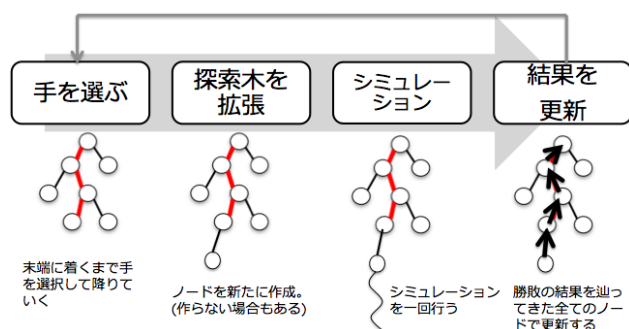 手を選ぶ
探索木を
拡張
シミュレー
ション
結果を
更新
末端に着くまで手
を選択して降りて
いく
ノードを新たに作成。
(作らない場合もある)
シミュレーション
を一回行う
勝敗の結果を辿っ
てきた全てのノー
ドで更新する